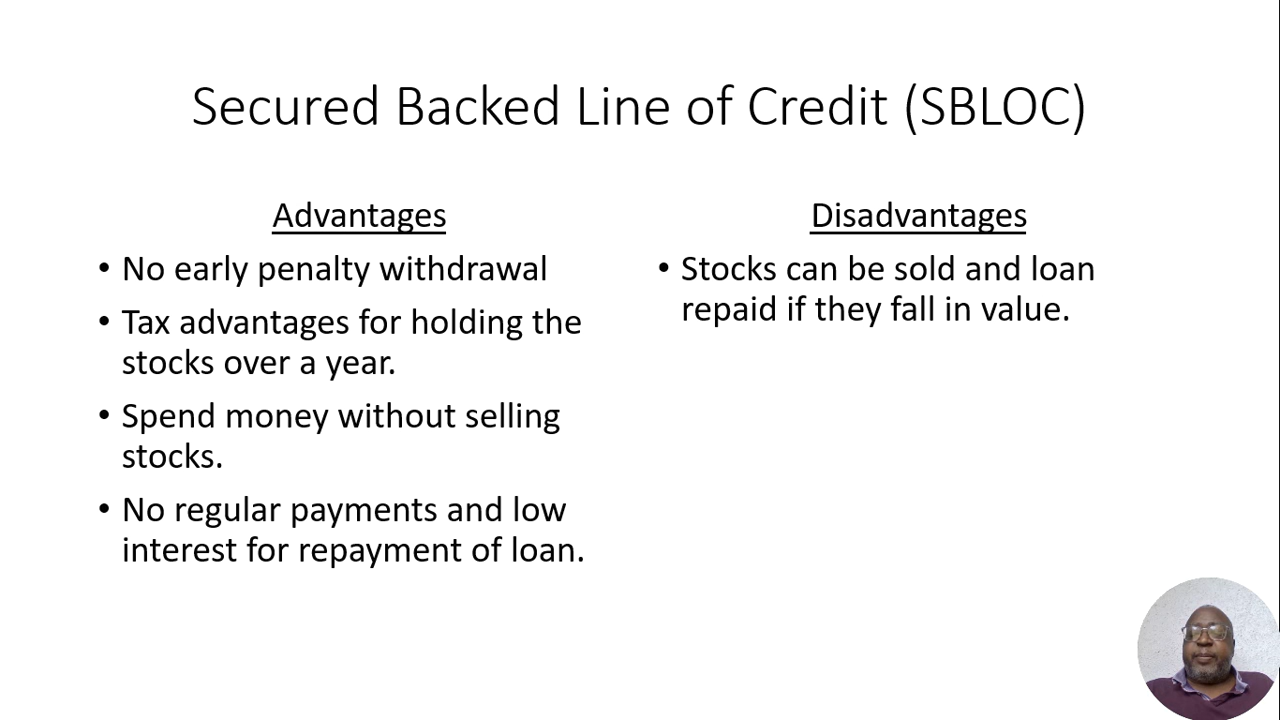 Secured Backed Line of Credit (SBLOC)
Advantages
• No early penalty withdrawal
• Tax advantages for holding the
stocks over a year.
• Spend money without selling
stocks.
• No regular payments and low
interest for repayment of loan.
Disadvantages
• Stocks can be sold and loan
repaid if they fall in value.